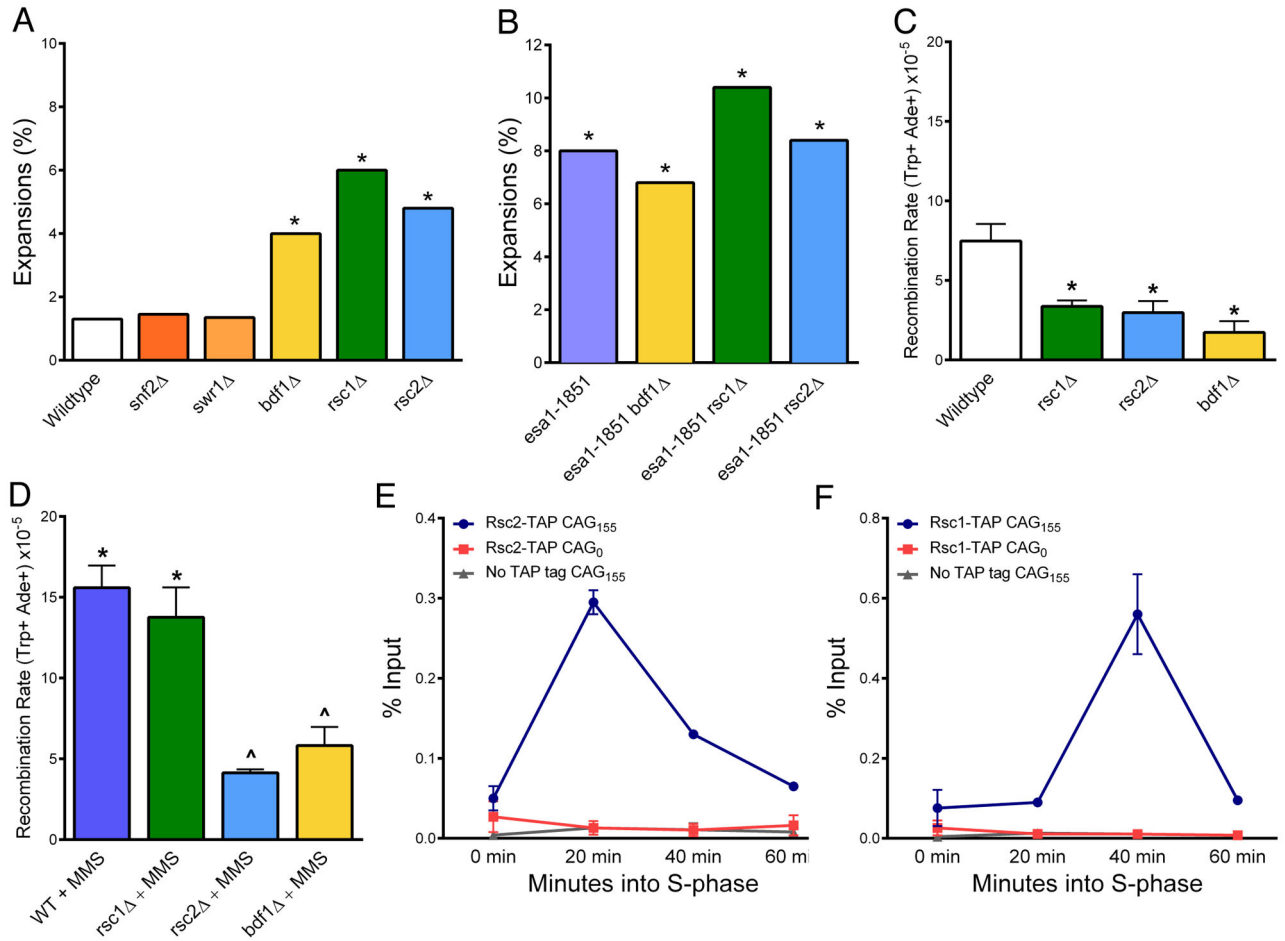 A
Expansions (%)
10
8
6
4
2
0
*
*
*
Wildtype
snf2Δ
swr1Δ
bdf1Δ
rsc1Δ
rsc2Δ
B
Expansions (%)
12
10
8
6
4
2
0
*
*
*
*
esa1-1851
esa1-1851 bdf1Δ
esa1-1851 rsc1Δ
esa1-1851 rsc2Δ
C
Recombination Rate (Trp+ Ade+) x10-5
20
15
10
5
0
*
*
*
Wildtype
rsc1Δ
rsc2Δ
bdf1Δ
D
Recombination Rate (Trp+ Ade+) x10-5
20
15
10
5
0
*
*
^
^
WT + MMS
rsc1Δ + MMS
rsc2Δ + MMS
bdf1Δ + MMS
E
Rsc2-TAP CAG155
Rsc2-TAP CAG0
No TAP tag CAG155
% Input
0.4
0.3
0.2
0.1
0.0
0 min
20 min
40 min
60 mi
Minutes into S-phase
F
Rsc1-TAP CAG155
Rsc1-TAP CAG0
No TAP tag CAG155
% Input
0.8
0.6
0.4
0.2
0.0
0 min
20 min
40 min
60 min
Minutes into S-phase